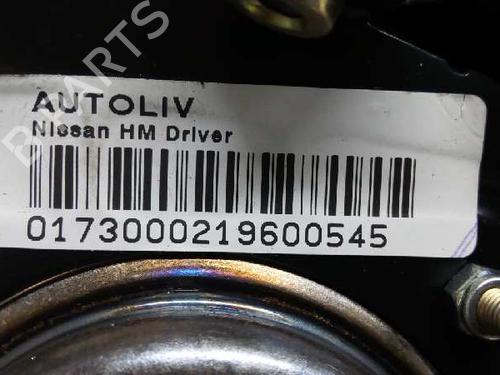 B PARTS
AUTOLIV
Nissan HM Driver
0173000219600545